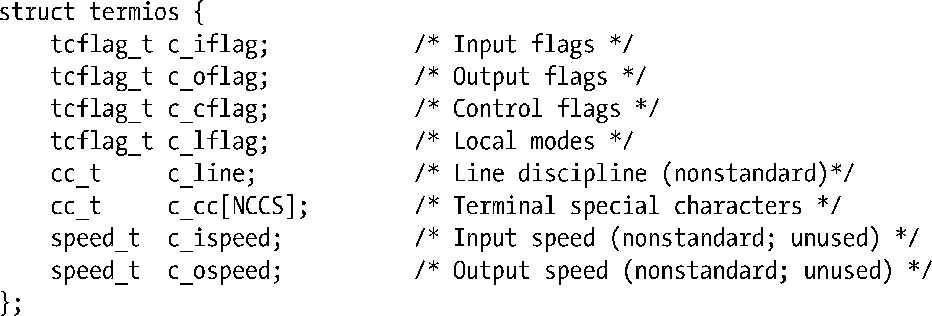 struct termios {
    tcflag_t c_iflag;         /* Input flags */
    tcflag_t c_oflag;         /* Output flags */
    tcflag_t c_cflag;         /* Control flags */
    tcflag_t c_lflag;         /* Local modes */
    cc_t     c_line;          /* Line discipline (nonstandard)*/
    cc_t     c_cc[NCCS];      /* Terminal special characters */
    speed_t  c_ispeed;        /* Input speed (nonstandard; unused) */
    speed_t  c_ospeed;        /* Output speed (nonstandard; unused) */
};